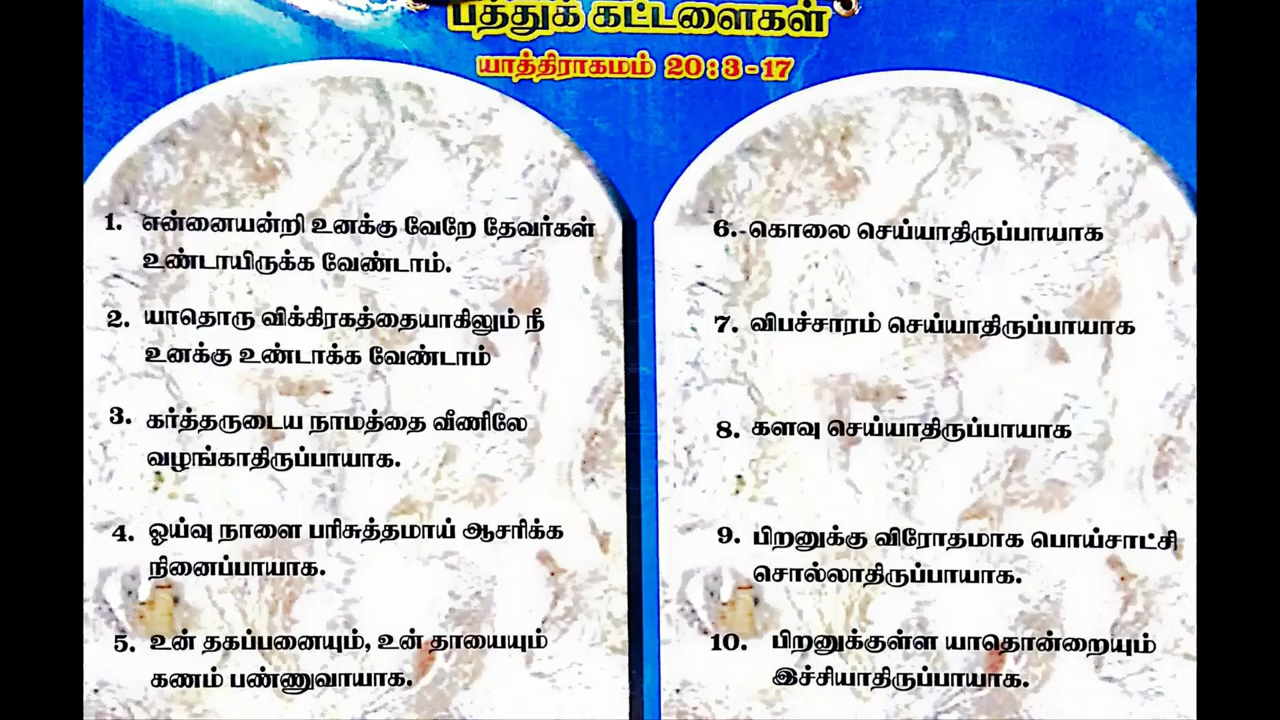 பத்துக் கட்டளைகள்
யாத்திராகமம் 20 : 3 - 17
1. என்னையன்றி உனக்கு வேறே தேவர்கள்
உண்டாயிருக்க வேண்டாம்.
2. யாதொரு விக்கிரகத்தையாகிலும் நீ
உனக்கு உண்டாக்க வேண்டாம்
3. கர்த்தருடைய நாமத்தை வீணிலே
வழங்காதிருப்பாயாக.
4. ஓய்வு நாளை பரிசுத்தமாய் ஆசரிக்க
நினைப்பாயாக.
5. உன் தகப்பனையும், உன் தாயையும்
கணம் பண்ணுவாயாக.
6.-கொலை செய்யாதிருப்பாயாக
7. விபச்சாரம் செய்யாதிருப்பாயாக
8. களவு செய்யாதிருப்பாயாக
9. பிறனுக்கு விரோதமாக பொய்சாட்சி
சொல்லாதிருப்பாயாக.
10. பிறனுக்குள்ள யாதொன்றையும்
இச்சியாதிருப்பாயாக.